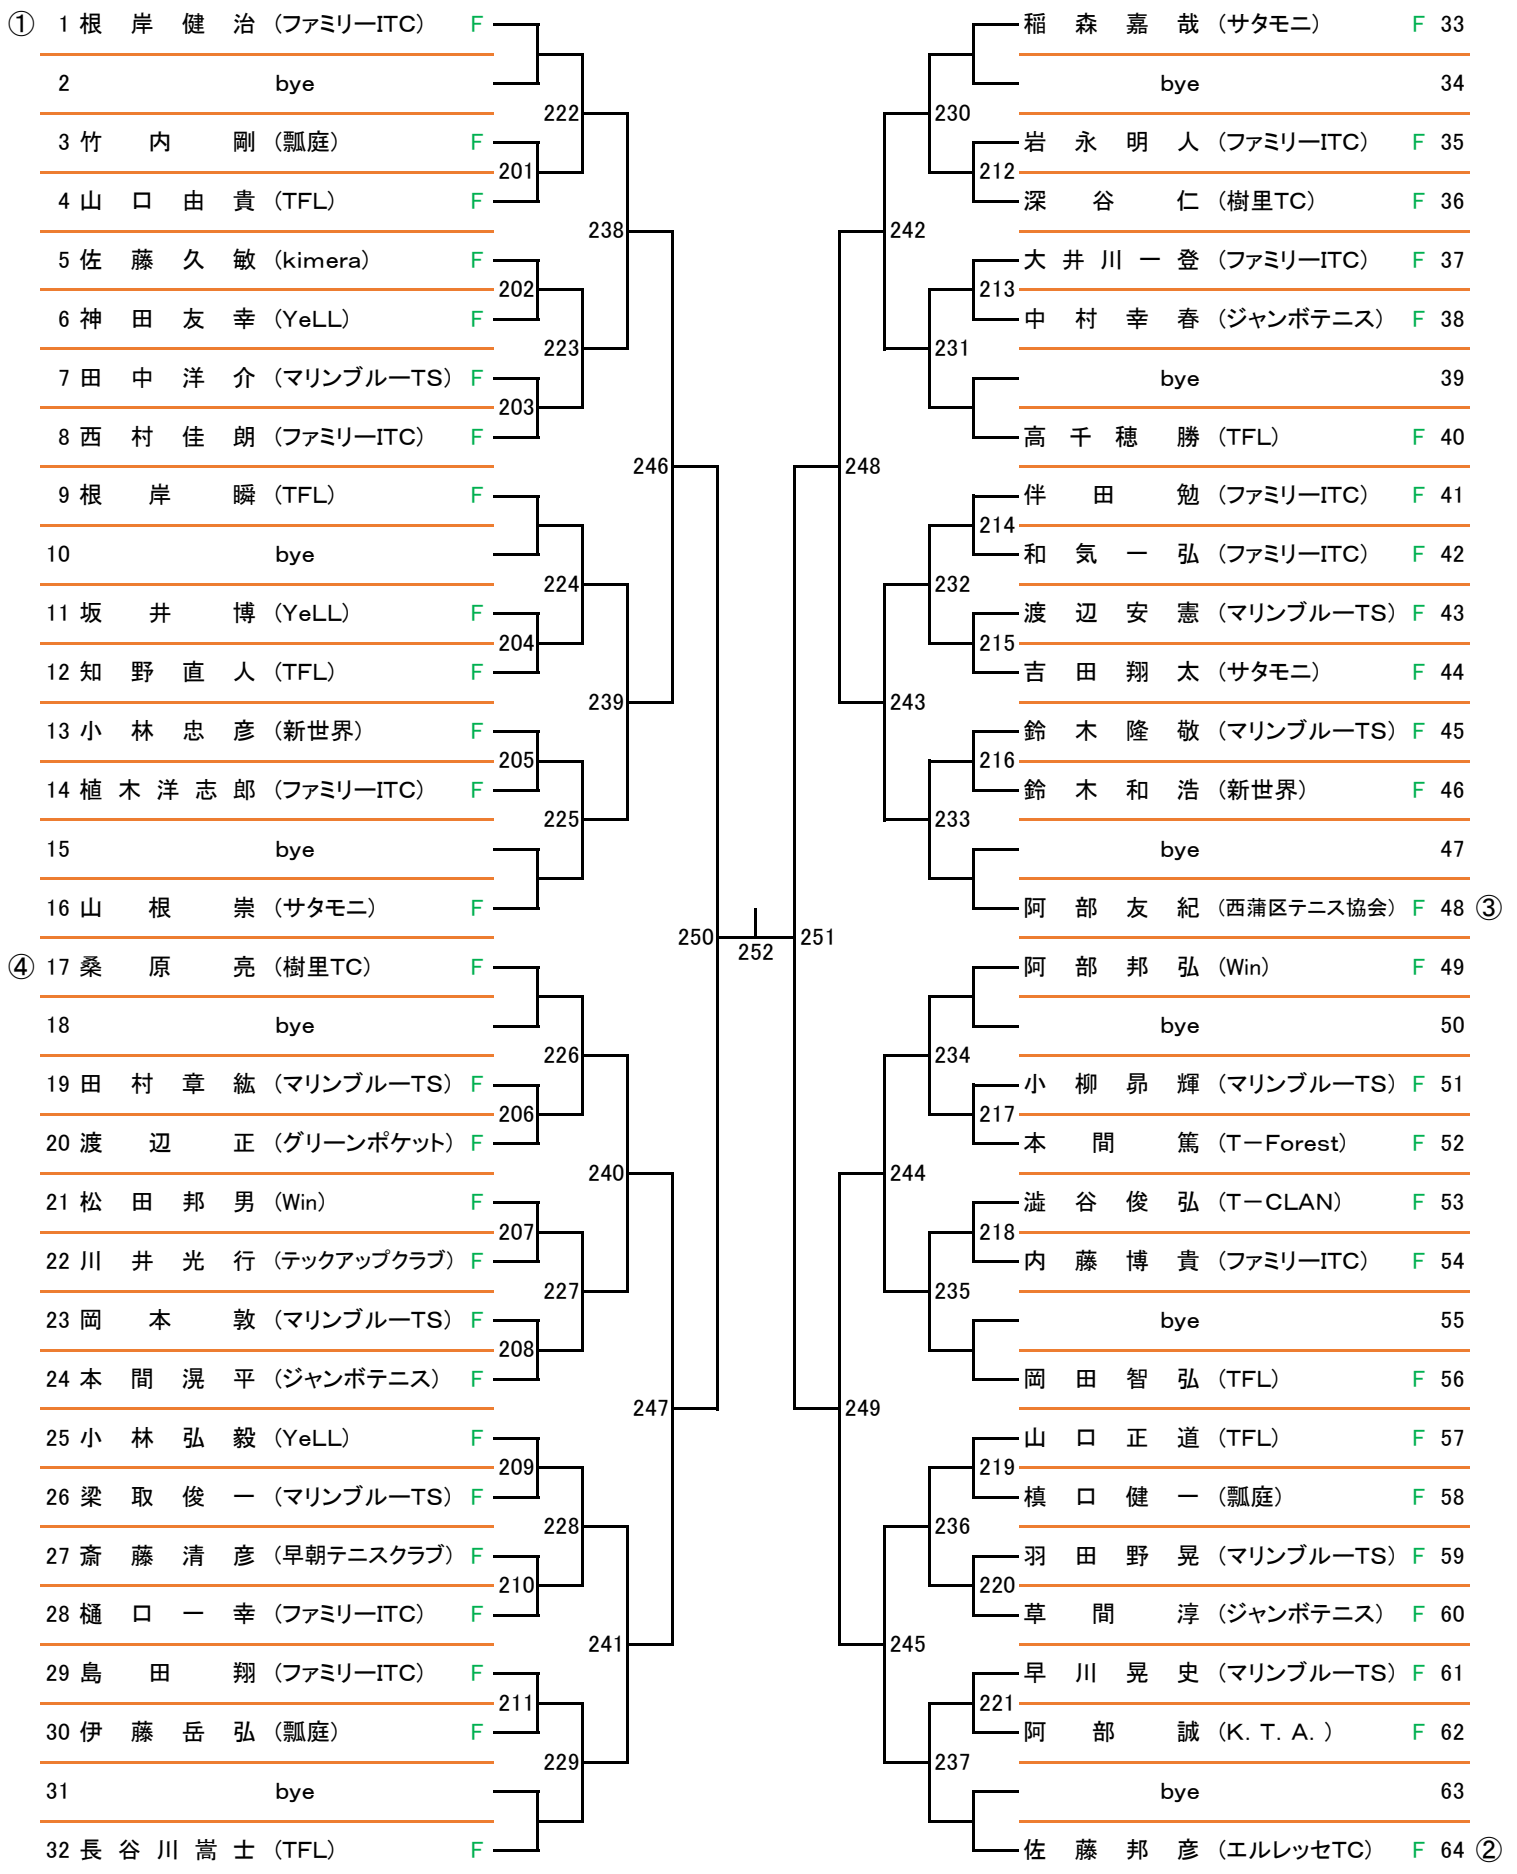 ① 1 根岸健治 (ファミリーITC) F
2 bye
222
3 竹内剛 (瓢庭) F
201
4 山口由貴 (TFL) F
238
5 佐藤久敏 (kimera) F
202
6 神田友幸 (YeLL) F
223
7 田中洋介 (マリンブルーTS) F
203
8 西村佳朗 (ファミリーITC) F
246
9 根岸瞬 (TFL) F
10 bye
224
11 坂井博 (YeLL) F
204
12 知野直人 (TFL) F
239
13 小林忠彦 (新世界) F
205
14 植木洋志郎 (ファミリーITC) F
225
15 bye
16 山根崇 (サタモニ) F
250
④ 17 桑原亮 (樹里TC) F
18 bye
226
19 田村章紘 (マリンブルーTS) F
206
20 渡辺正 (グリーンポケット) F
240
21 松田邦男 (Win) F
207
22 川井光行 (テックアップクラブ) F
227
23 岡本敦 (マリンブルーTS) F
208
24 本間滉平 (ジャンボテニス) F
247
25 小林弘毅 (YeLL) F
209
26 梁取俊一 (マリンブルーTS) F
228
27 斎藤清彦 (早朝テニスクラブ) F
210
28 樋口一幸 (ファミリーITC) F
241
29 島田翔 (ファミリーITC) F
211
30 伊藤岳弘 (瓢庭) F
229
31 bye
32 長谷川嵩士 (TFL) F
252
稲森嘉哉 (サタモニ) F 33
bye 34
230
岩永明人 (ファミリーITC) F 35
212
深谷仁 (樹里TC) F 36
242
大井川一登 (ファミリーITC) F 37
213
中村幸春 (ジャンボテニス) F 38
231
bye 39
高千穂勝 (TFL) F 40
248
伴田勉 (ファミリーITC) F 41
214
和気一弘 (ファミリーITC) F 42
232
渡辺安憲 (マリンブルーTS) F 43
215
吉田翔太 (サタモニ) F 44
243
鈴木隆敬 (マリンブルーTS) F 45
216
鈴木和浩 (新世界) F 46
233
bye 47
阿部友紀 (西蒲区テニス協会) F 48 ③
251
阿部邦弘 (Win) F 49
bye 50
234
小柳昴輝 (マリンブルーTS) F 51
217
本間篤 (T－Forest) F 52
244
澁谷俊弘 (T－CLAN) F 53
218
内藤博貴 (ファミリーITC) F 54
235
bye 55
岡田智弘 (TFL) F 56
249
山口正道 (TFL) F 57
219
槙口健一 (瓢庭) F 58
236
羽田野晃 (マリンブルーTS) F 59
220
草間淳 (ジャンボテニス) F 60
245
早川晃史 (マリンブルーTS) F 61
221
阿部誠 (K．T．A．) F 62
237
bye 63
佐藤邦彦 (エルレッセTC) F 64 ②